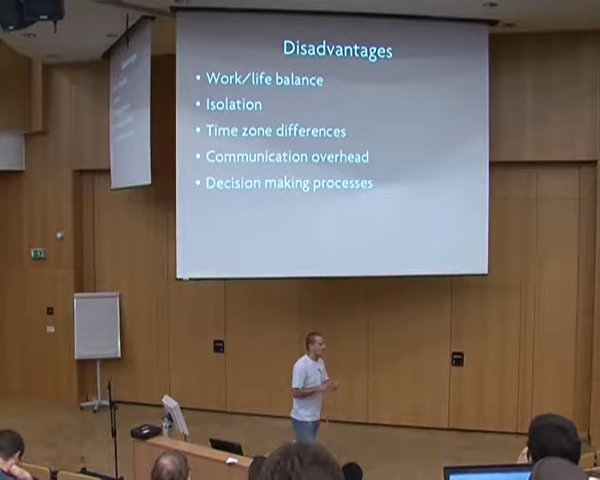 Disadvantages
• Work/life balance
• Isolation
• Time zone differences
• Communication overhead
• Decision making processes